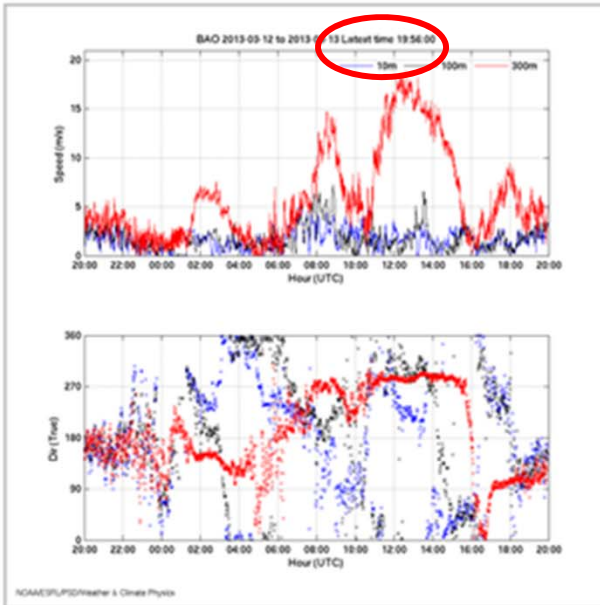 BAO 2013-03-12 to 2013-03-13 Latest time 19:56:00
10m 100m 300m
20
15
10
5
0
Speed (m/s)
20:00 22:00 00:00 02:00 04:00 06:00 08:00 10:00 12:00 14:00 16:00 18:00 20:00
Hour (UTC)
360
270
180
90
0
Dir (True)
20:00 22:00 00:00 02:00 04:00 06:00 08:00 10:00 12:00 14:00 16:00 18:00 20:00
Hour (UTC)
NOAA/ESRL/PSD/Weather & Climate Physics